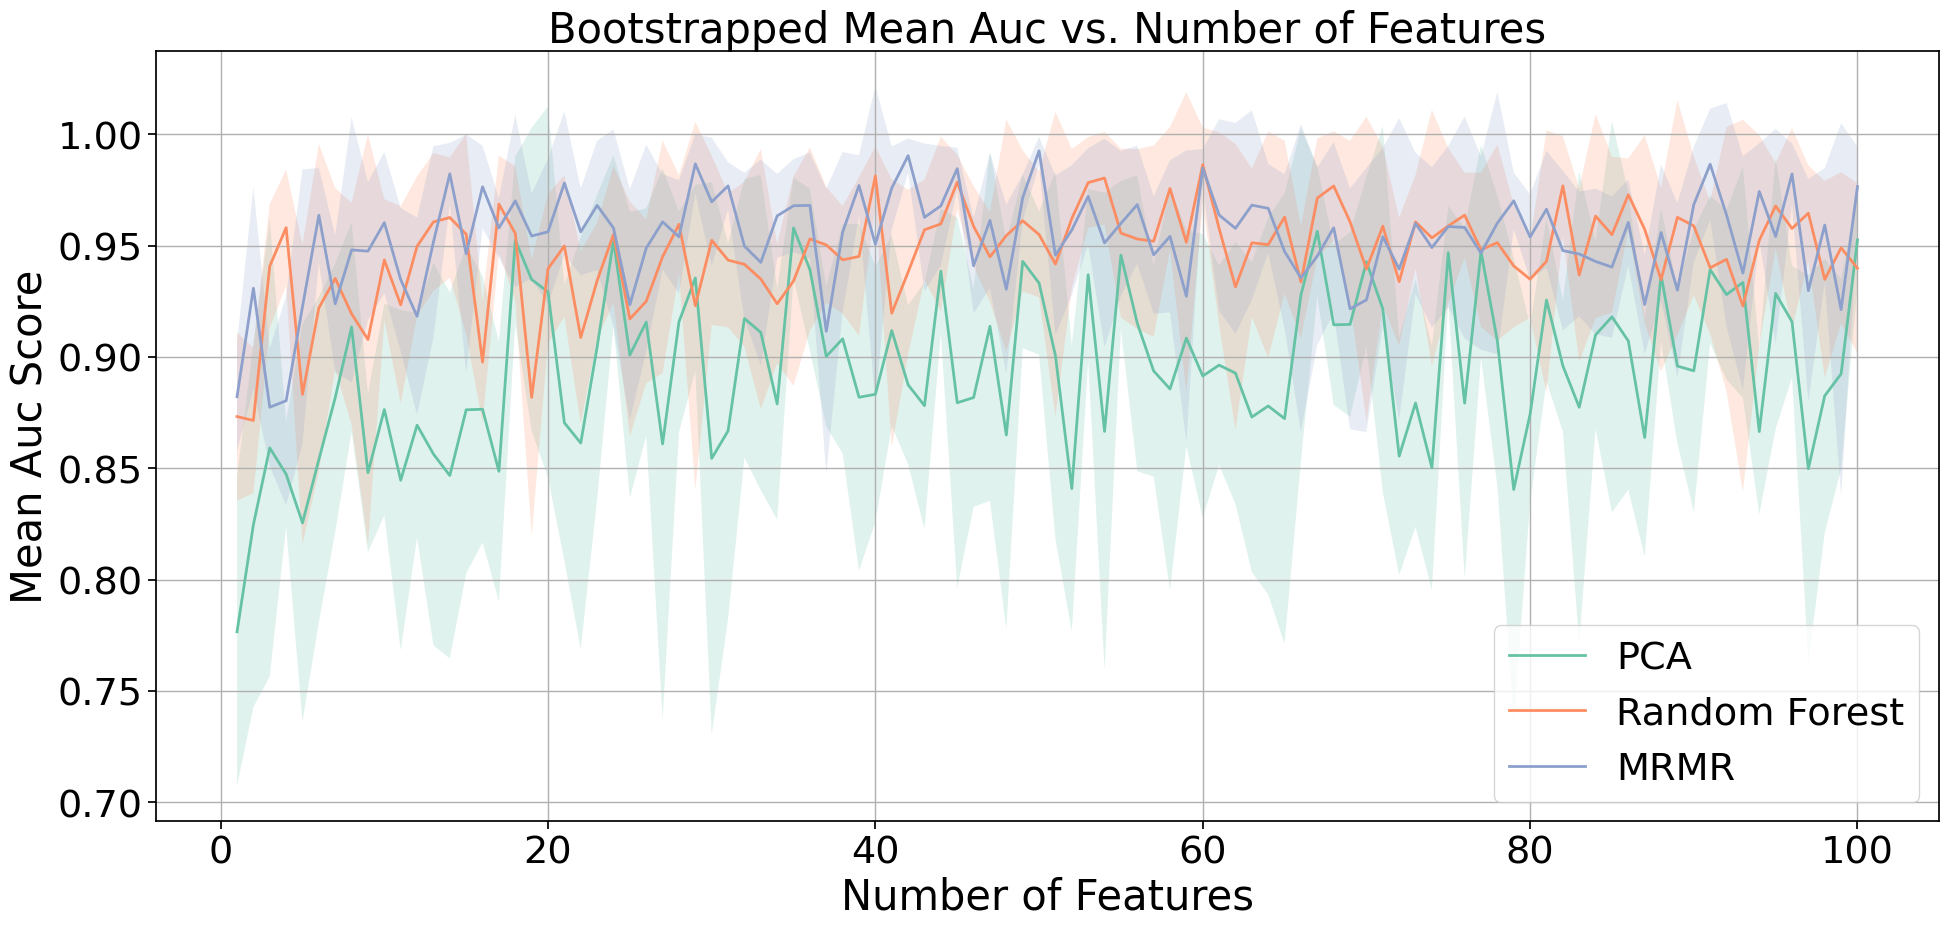 Bootstrapped Mean Auc vs. Number of Features
Mean Auc Score
1.00
0.95
0.90
0.85
0.80
0.75
0.70
PCA
Random Forest
MRMR
0 20 40 60 80 100
Number of Features